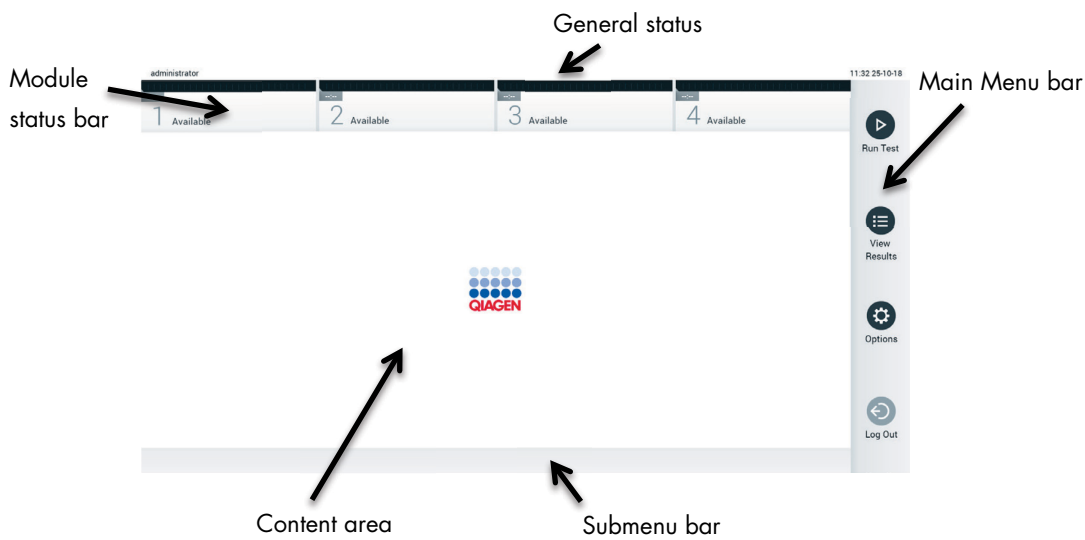 General status
Module
status bar
administrator
11:32 25-10-18
Main Menu bar
--:--
--:--
--:--
--:--
1 Available
2 Available
3 Available
4 Available
Run Test
View
Results
QIAGEN
Options
Log Out
Content area
Submenu bar